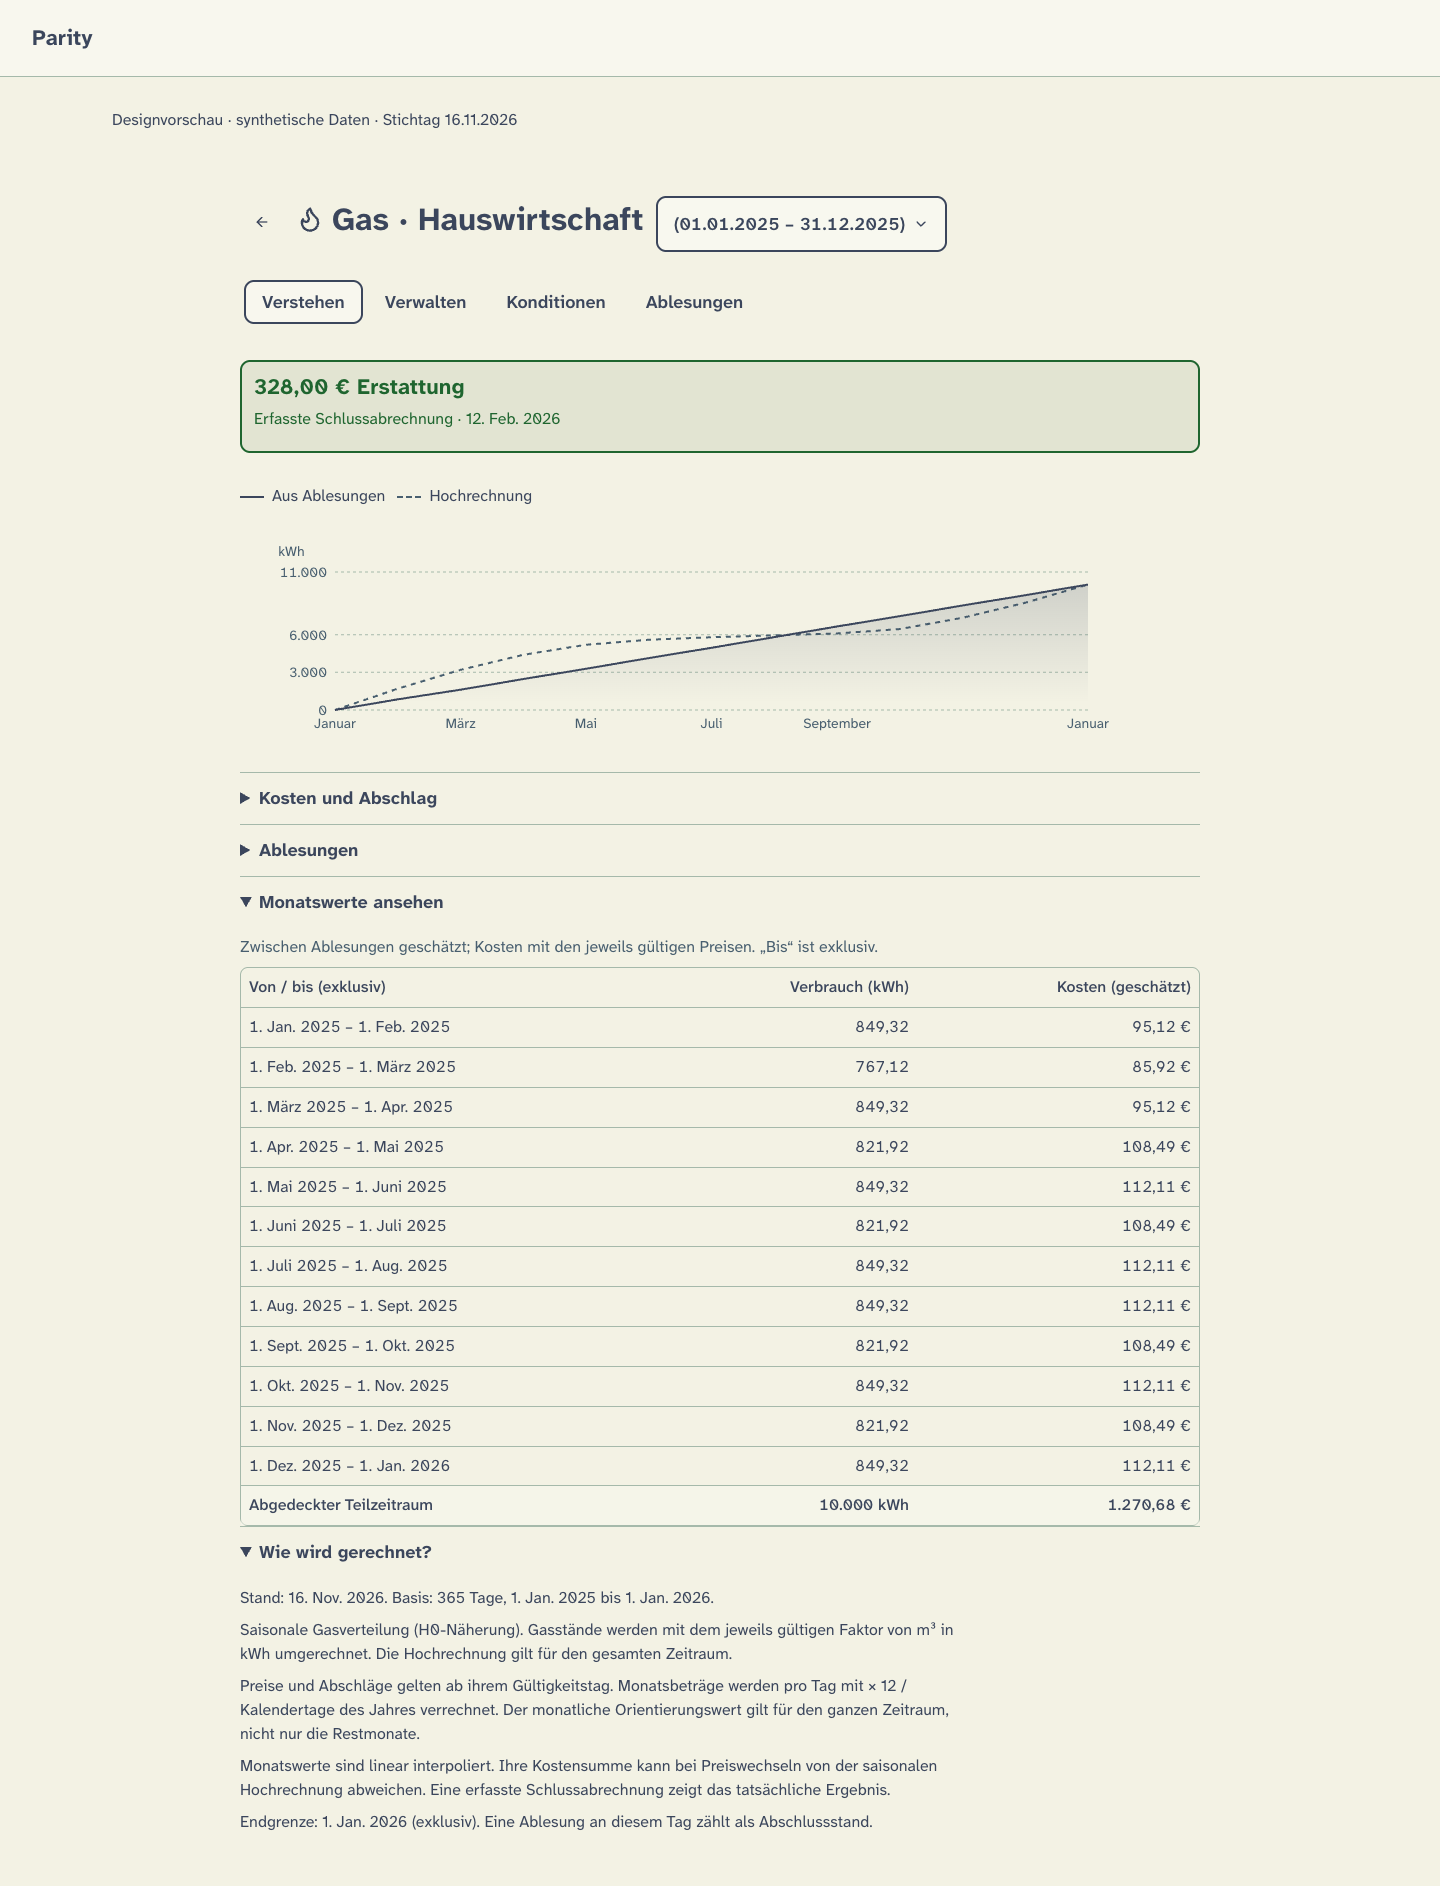 Parity
Designvorschau · synthetische Daten · Stichtag 16.11.2026
← Gas · Hauswirtschaft (01.01.2025 – 31.12.2025)
Verstehen Verwalten Konditionen Ablesungen
328,00 € Erstattung
Erfasste Schlussabrechnung · 12. Feb. 2026
Aus Ablesungen Hochrechnung
kWh
11.000
6.000
3.000
0
Januar März Mai Juli September Januar
Kosten und Abschlag
Ablesungen
Monatswerte ansehen
Zwischen Ablesungen geschätzt; Kosten mit den jeweils gültigen Preisen. „Bis“ ist exklusiv.
Von / bis (exklusiv) Verbrauch (kWh) Kosten (geschätzt)
1. Jan. 2025 – 1. Feb. 2025 849,32 95,12 €
1. Feb. 2025 – 1. März 2025 767,12 85,92 €
1. März 2025 – 1. Apr. 2025 849,32 95,12 €
1. Apr. 2025 – 1. Mai 2025 821,92 108,49 €
1. Mai 2025 – 1. Juni 2025 849,32 112,11 €
1. Juni 2025 – 1. Juli 2025 821,92 108,49 €
1. Juli 2025 – 1. Aug. 2025 849,32 112,11 €
1. Aug. 2025 – 1. Sept. 2025 849,32 112,11 €
1. Sept. 2025 – 1. Okt. 2025 821,92 108,49 €
1. Okt. 2025 – 1. Nov. 2025 849,32 112,11 €
1. Nov. 2025 – 1. Dez. 2025 821,92 108,49 €
1. Dez. 2025 – 1. Jan. 2026 849,32 112,11 €
Abgedeckter Teilzeitraum 10.000 kWh 1.270,68 €
Wie wird gerechnet?
Stand: 16. Nov. 2026. Basis: 365 Tage, 1. Jan. 2025 bis 1. Jan. 2026.
Saisonale Gasverteilung (H0-Näherung). Gasstände werden mit dem jeweils gültigen Faktor von m³ in
kWh umgerechnet. Die Hochrechnung gilt für den gesamten Zeitraum.
Preise und Abschläge gelten ab ihrem Gültigkeitstag. Monatsbeträge werden pro Tag mit × 12 /
Kalendertage des Jahres verrechnet. Der monatliche Orientierungswert gilt für den ganzen Zeitraum,
nicht nur die Restmonate.
Monatswerte sind linear interpoliert. Ihre Kostensumme kann bei Preiswechseln von der saisonalen
Hochrechnung abweichen. Eine erfasste Schlussabrechnung zeigt das tatsächliche Ergebnis.
Endgrenze: 1. Jan. 2026 (exklusiv). Eine Ablesung an diesem Tag zählt als Abschlussstand.